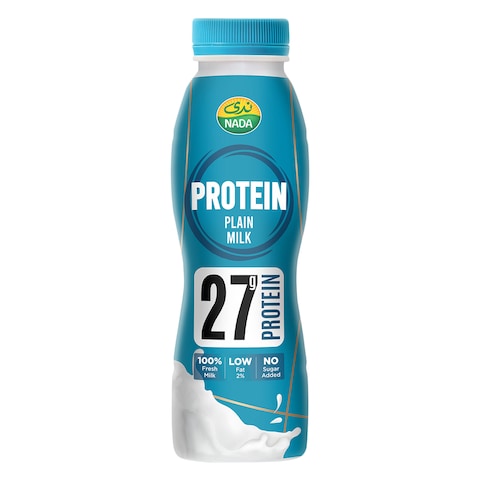 ندى
NADA
PROTEIN
PLAIN
MILK
27g
PROTEIN
100%
Fresh
Milk
LOW
Fat
2%
NO
Sugar
Added